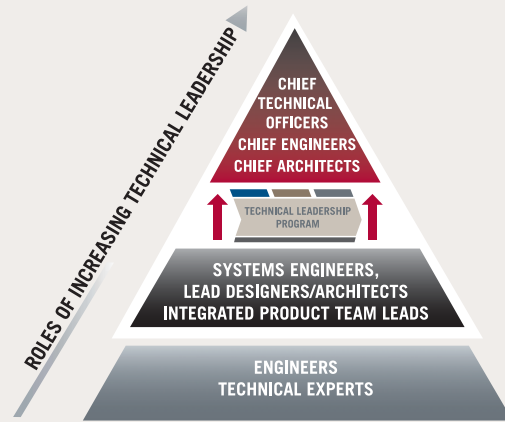 ROLES OF INCREASING TECHNICAL LEADERSHIP
CHIEF
TECHNICAL
OFFICERS
CHIEF ENGINEERS
CHIEF ARCHITECTS
TECHNICAL LEADERSHIP
PROGRAM
SYSTEMS ENGINEERS,
LEAD DESIGNERS/ARCHITECTS
INTEGRATED PRODUCT TEAM LEADS
ENGINEERS
TECHNICAL EXPERTS